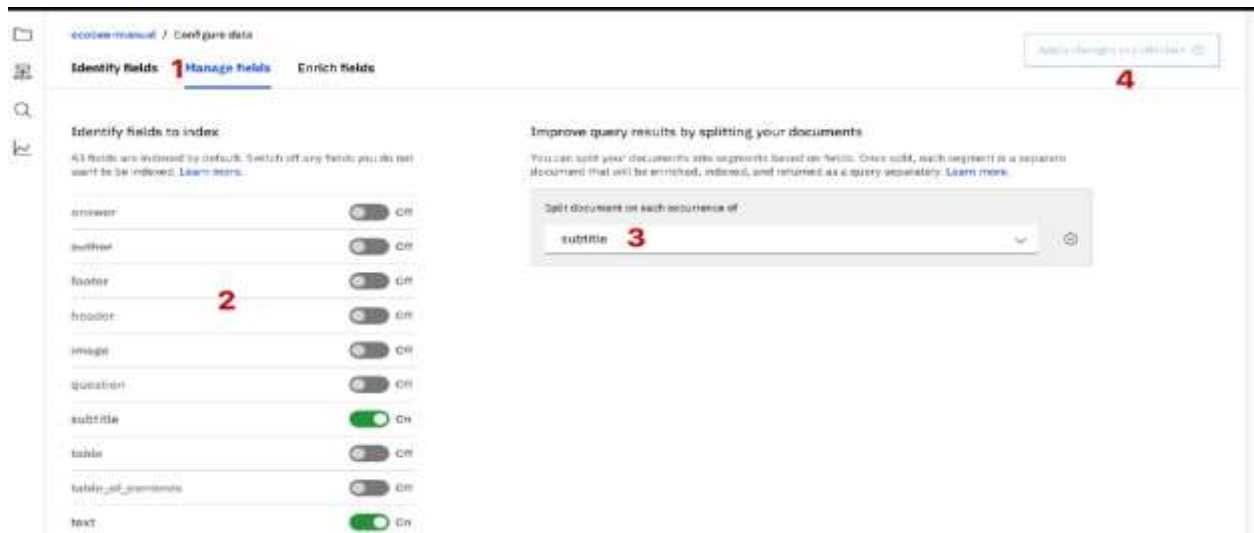 ecobee-manual / Configure data
Identify fields 1 Manage fields Enrich fields
Apply changes to collection
4
Identify fields to index
All fields are indexed by default. Switch off any fields you do not
want to be indexed. Learn more.
Improve query results by splitting your documents
You can split your documents into segments based on fields. Once split, each segment is a separate
document that will be enriched, indexed, and returned as a query separately. Learn more.
Split document on each occurrence of
subtitle 3
answer Off
author Off
footer Off
2
header Off
image Off
question Off
subtitle On
table Off
table_of_contents Off
text On